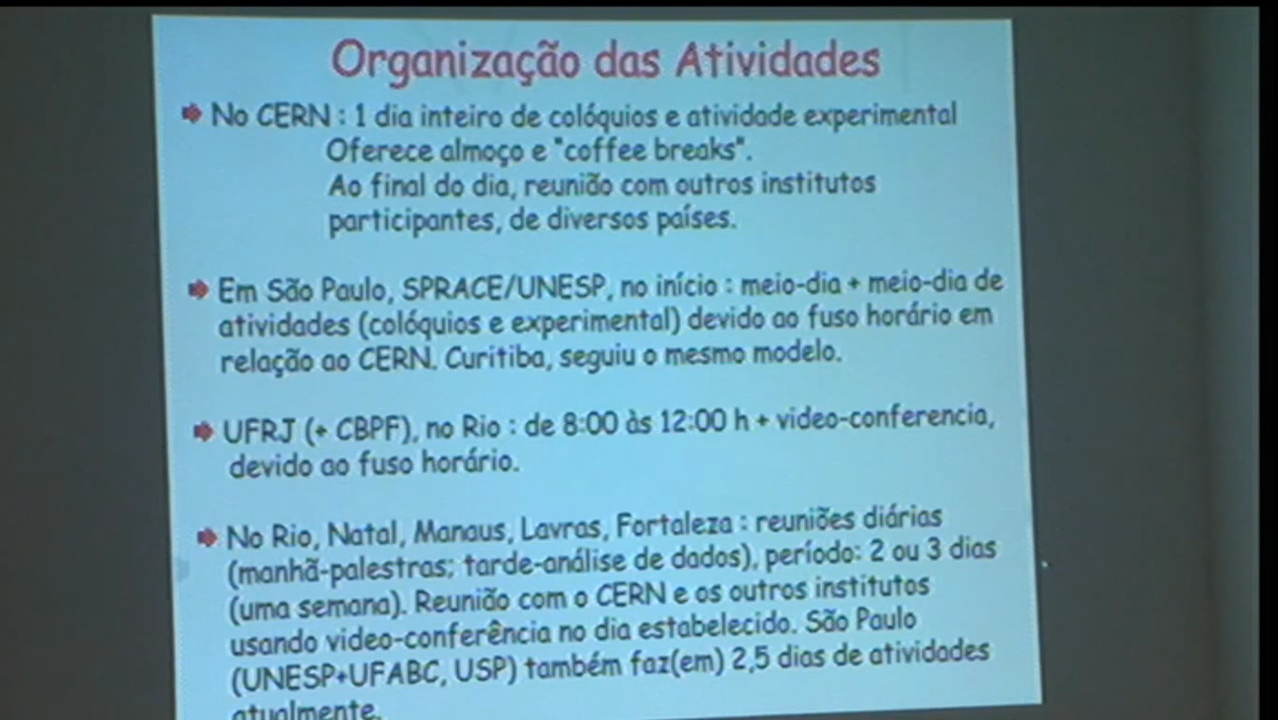 Organização das Atividades
No CERN : 1 dia inteiro de colóquios e atividade experimental
Oferece almoço e "coffee breaks".
Ao final do dia, reunião com outros institutos
participantes, de diversos países.
Em São Paulo, SPRACE/UNESP, no início : meio-dia + meio-dia de
atividades (colóquios e experimental) devido ao fuso horário em
relação ao CERN. Curitiba, seguiu o mesmo modelo.
UFRJ (+ CBPF), no Rio : de 8:00 às 12:00 h + video-conferencia,
devido ao fuso horário.
No Rio, Natal, Manaus, Lavras, Fortaleza : reuniões diárias
(manhã-palestras; tarde-análise de dados), período: 2 ou 3 dias
(uma semana). Reunião com o CERN e os outros institutos
usando video-conferência no dia estabelecido. São Paulo
(UNESP+UFABC, USP) também faz(em) 2,5 dias de atividades
atualmente.